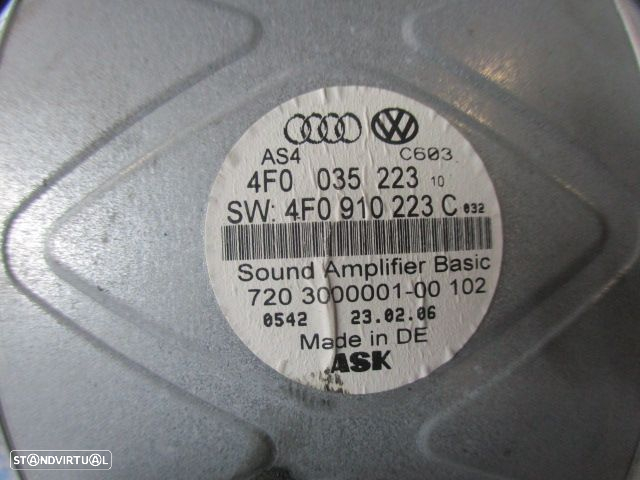 AS4 C603
4F0 035 223 10
SW: 4F0 910 223 C 032
Sound Amplifier Basic
720 3000001-00 102
0542 23.02.06
Made in DE
ASK
STANDVIRTUAL